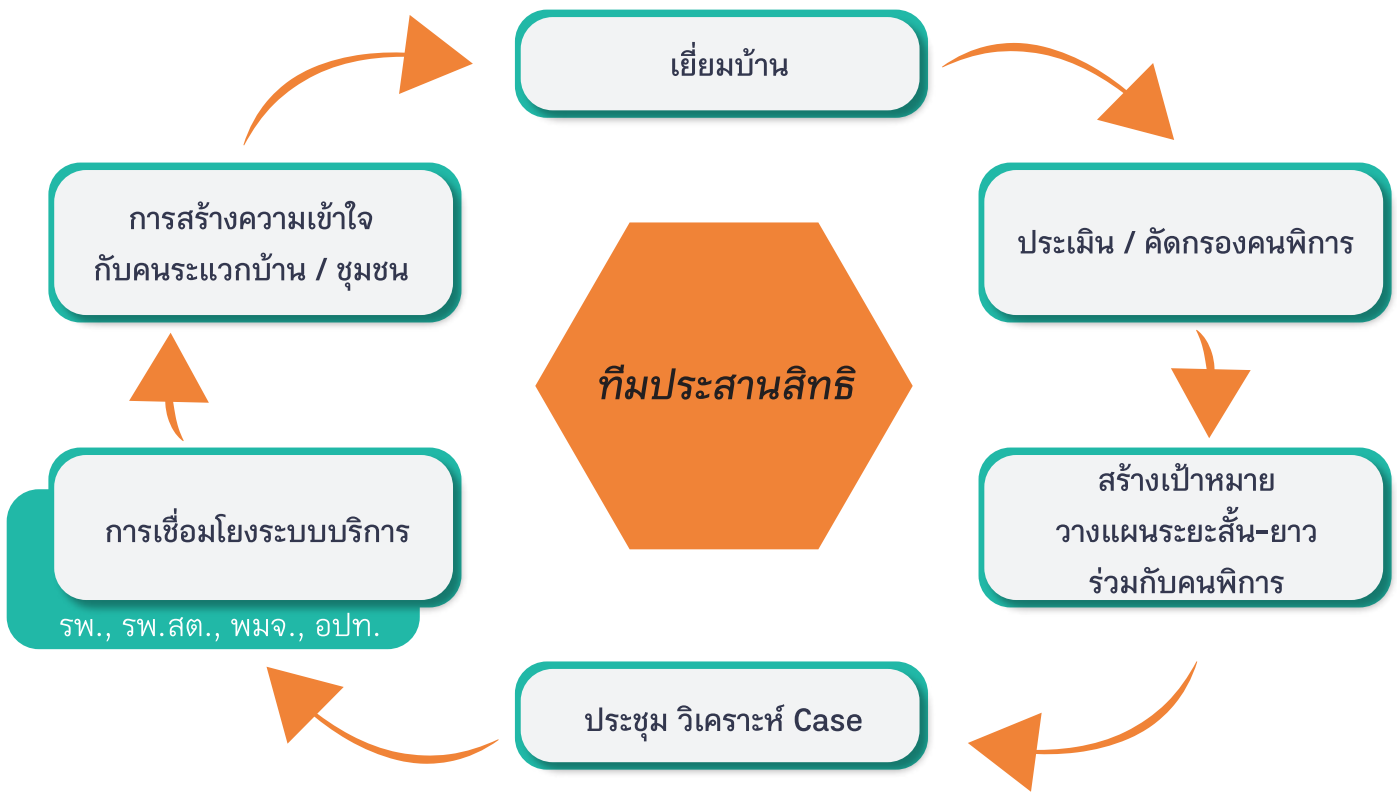 เยี่ยมบ้าน
การสร้างความเข้าใจ
กับคนระแวกบ้าน / ชุมชน
ประเมิน / คัดกรองคนพิการ
ทีมประสานสิทธิ
การเชื่อมโยงระบบบริการ
รพ., รพ.สต., พมจ., อปท.
สร้างเป้าหมาย
วางแผนระยะสั้น-ยาว
ร่วมกับคนพิการ
ประชุม วิเคราะห์ Case